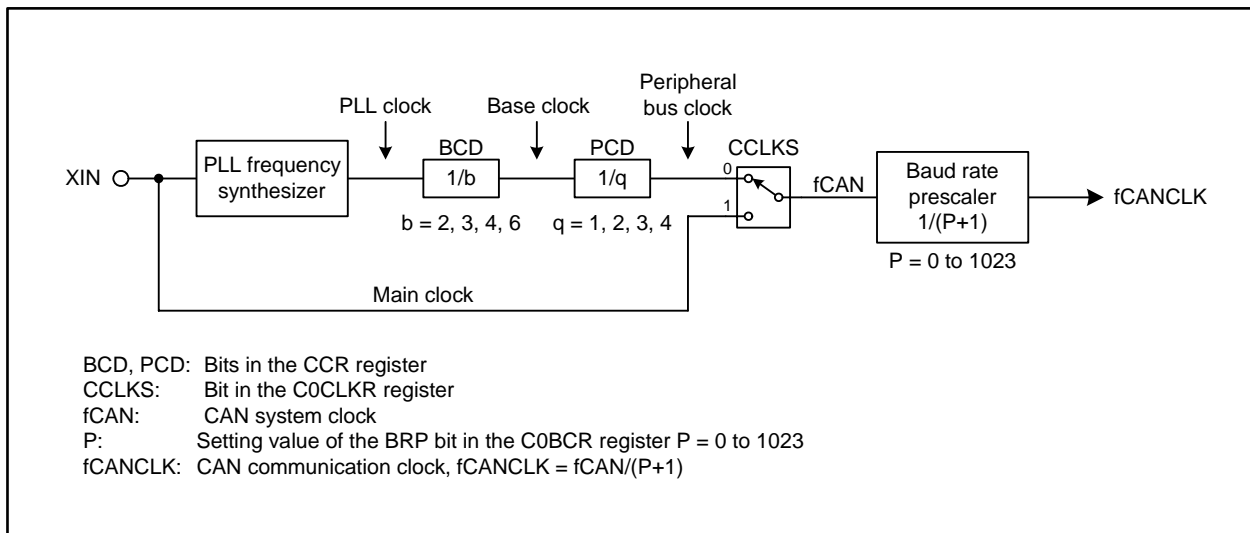 Peripheral
bus clock
PLL clock
Base clock
BCD
PCD
CCLKS
XIN
PLL frequency
synthesizer
1/b
1/q
0
1
fCAN
Baud rate
prescaler
1/(P+1)
fCANCLK
b = 2, 3, 4, 6
q = 1, 2, 3, 4
P = 0 to 1023
Main clock
BCD, PCD: Bits in the CCR register
CCLKS: Bit in the C0CLKR register
fCAN: CAN system clock
P: Setting value of the BRP bit in the C0BCR register P = 0 to 1023
fCANCLK: CAN communication clock, fCANCLK = fCAN/(P+1)